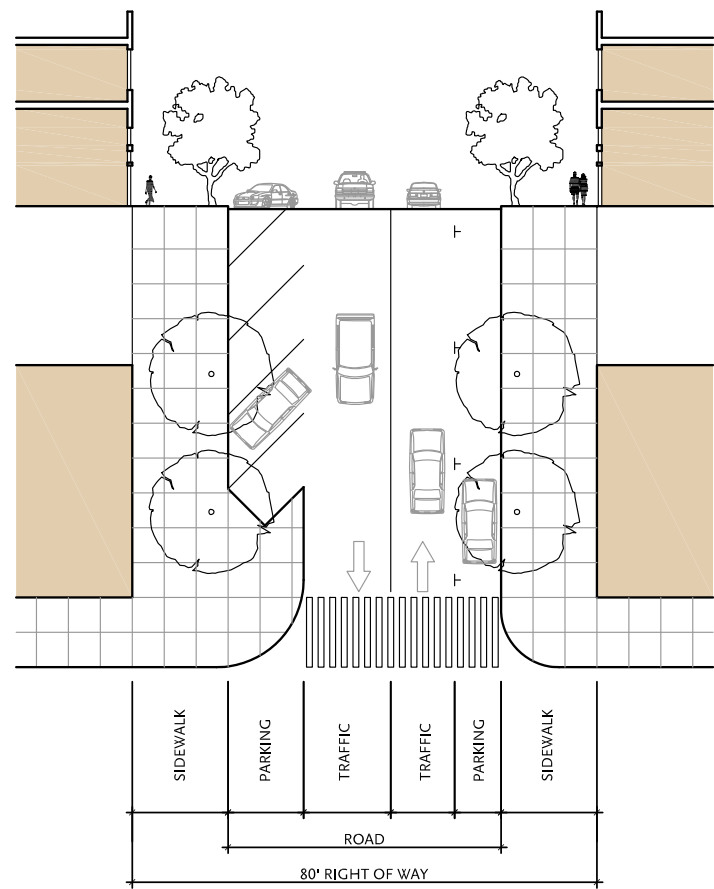 SIDEWALK
PARKING
TRAFFIC
TRAFFIC
PARKING
SIDEWALK
ROAD
80' RIGHT OF WAY